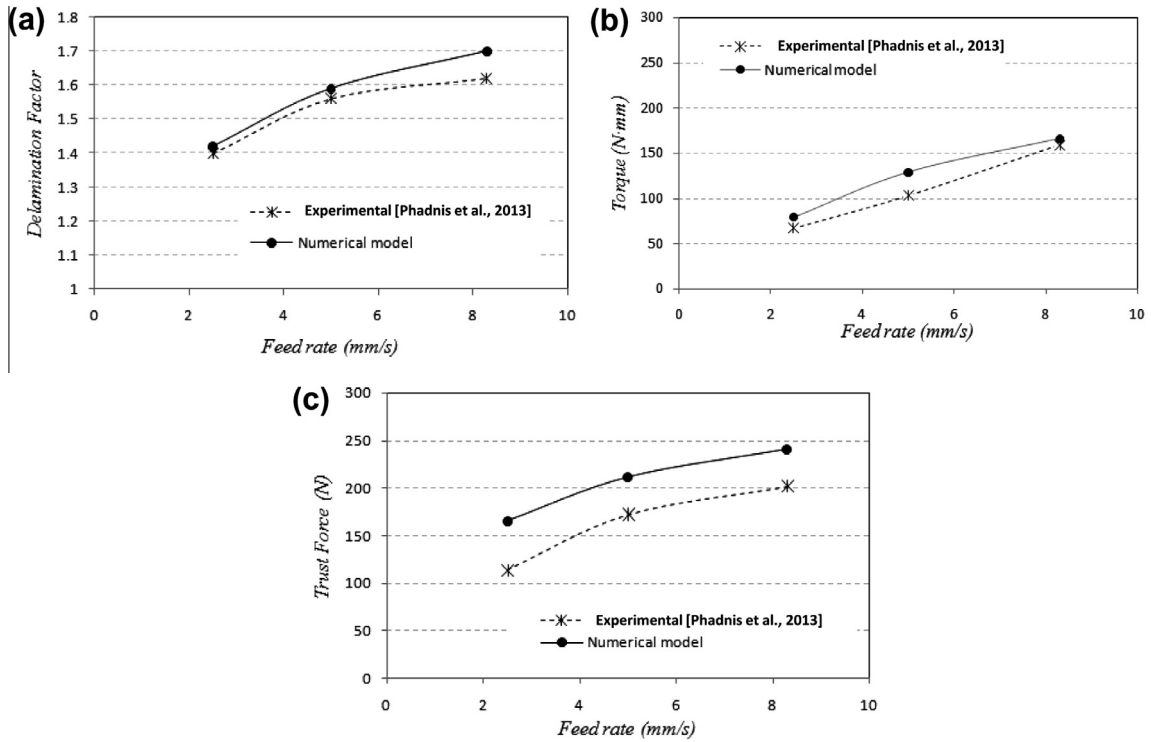 (a)
1.8
1.7
1.6
1.5
1.4
1.3
1.2
1.1
1
Delamination Factor
Experimental [Phadnis et al., 2013]
Numerical model
0 2 4 6 8 10
Feed rate (mm/s)
(b)
300
250
200
150
100
50
0
Torque (N·mm)
Experimental [Phadnis et al., 2013]
Numerical model
0 2 4 6 8 10
Feed rate (mm/s)
(c)
300
250
200
150
100
50
0
Trust Force (N)
Experimental [Phadnis et al., 2013]
Numerical model
0 2 4 6 8 10
Feed rate (mm/s)